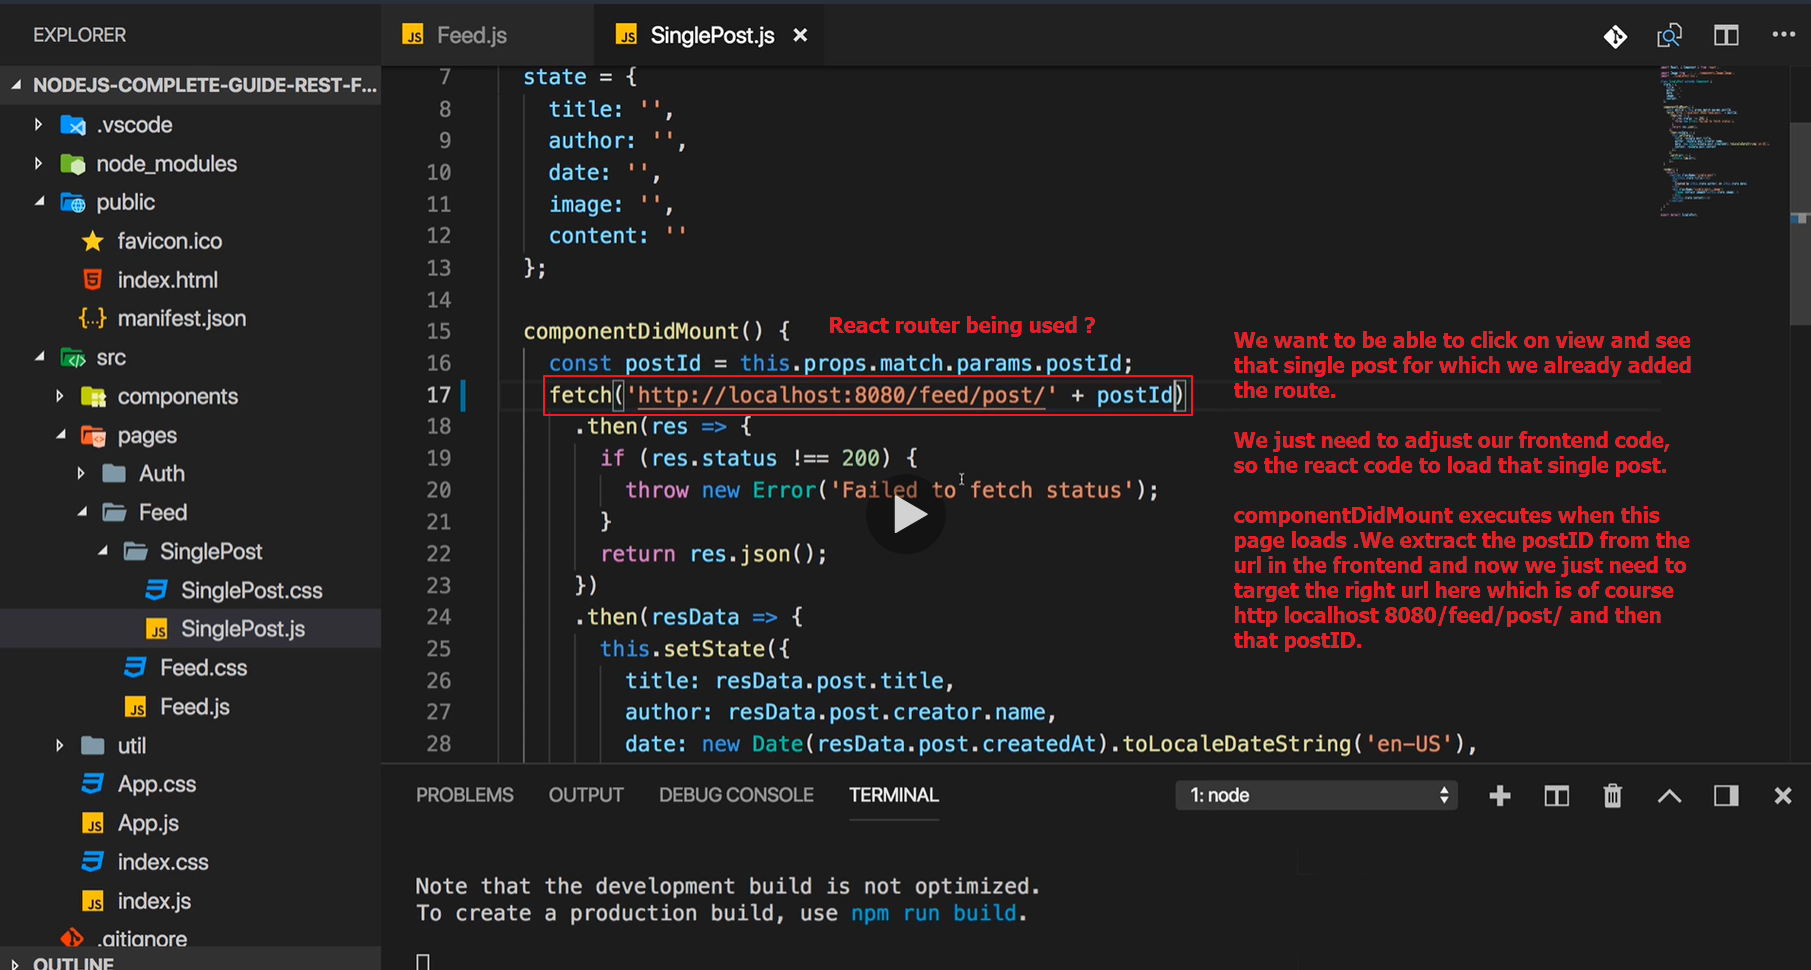 EXPLORER
NODEJS-COMPLETE-GUIDE-REST-F...
.vscode
node_modules
public
favicon.ico
index.html
manifest.json
src
components
pages
Auth
Feed
SinglePost
SinglePost.css
SinglePost.js
Feed.css
Feed.js
util
App.css
App.js
index.css
index.js
.gitignore
OUTLINE
Feed.js
SinglePost.js
7 state = {
8 title: '',
9 author: '',
10 date: '',
11 image: '',
12 content: ''
13 };
14
15 componentDidMount() {
16 const postId = this.props.match.params.postId;
17 fetch('http://localhost:8080/feed/post/' + postId)
18 .then(res => {
19 if (res.status !== 200) {
20 throw new Error('Failed to fetch status');
21 }
22 return res.json();
23 })
24 .then(resData => {
25 this.setState({
26 title: resData.post.title,
27 author: resData.post.creator.name,
28 date: new Date(resData.post.createdAt).toLocaleDateString('en-US'),
React router being used ?
We want to be able to click on view and see
that single post for which we already added
the route.
We just need to adjust our frontend code,
so the react code to load that single post.
componentDidMount executes when this
page loads .We extract the postID from the
url in the frontend and now we just need to
target the right url here which is of course
http localhost 8080/feed/post/ and then
that postID.
PROBLEMS OUTPUT DEBUG CONSOLE TERMINAL
1: node
Note that the development build is not optimized.
To create a production build, use npm run build.